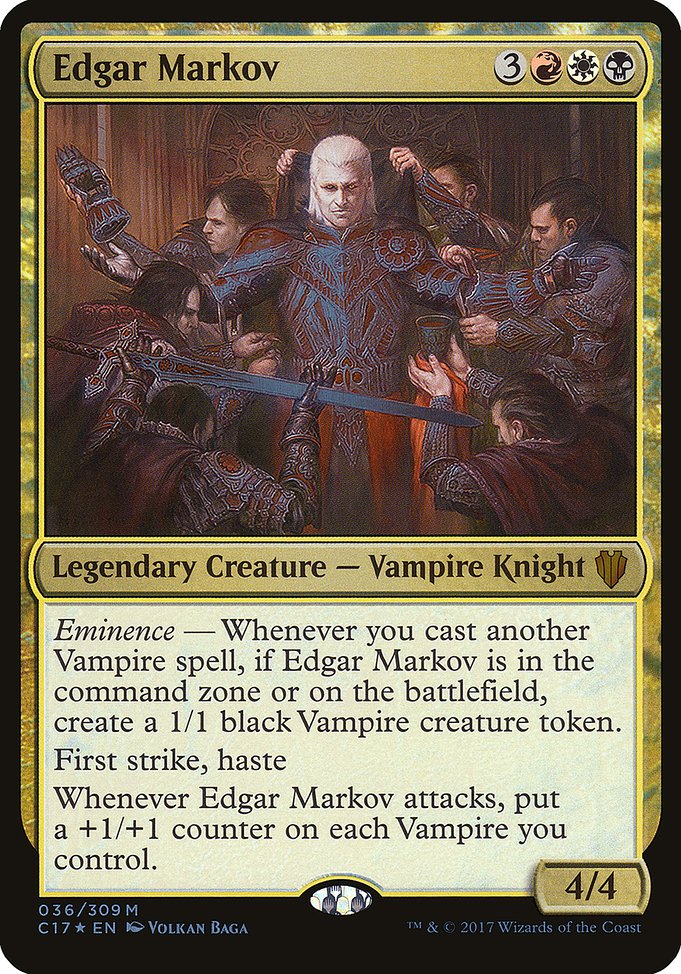 Edgar Markov 3
Legendary Creature — Vampire Knight
Eminence — Whenever you cast another
Vampire spell, if Edgar Markov is in the
command zone or on the battlefield,
create a 1/1 black Vampire creature token.
First strike, haste
Whenever Edgar Markov attacks, put
a +1/+1 counter on each Vampire you
control.
4/4
036/309 M
C17★EN Volkan Baga
™ & © 2017 Wizards of the Coast